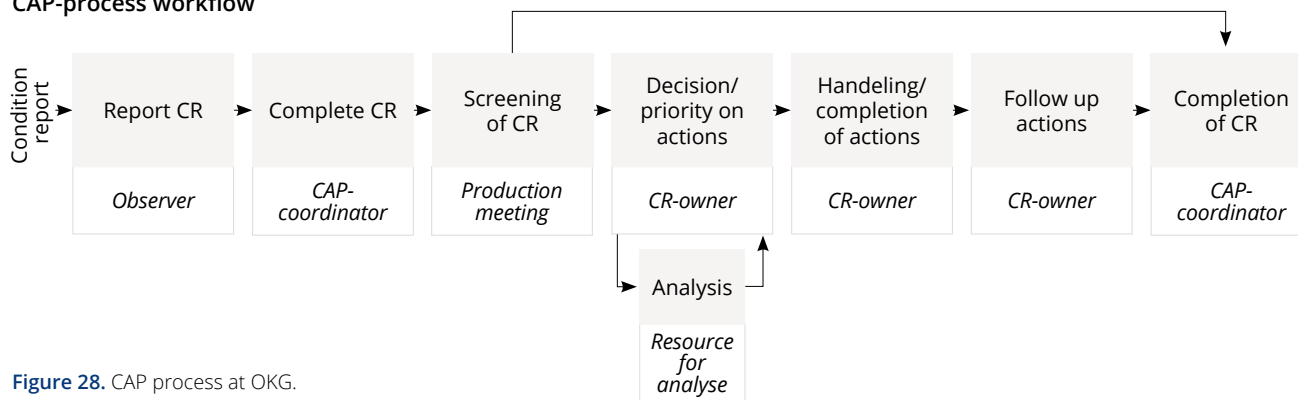 CAP-process workflow
Condition
report
Report CR
Observer
Complete CR
CAP-
coordinator
Screening
of CR
Production
meeting
Decision/
priority on
actions
CR-owner
Handeling/
completion
of actions
CR-owner
Follow up
actions
CR-owner
Completion
of CR
CAP-
coordinator
Analysis
Resource
for
analyse
Figure 28. CAP process at OKG.